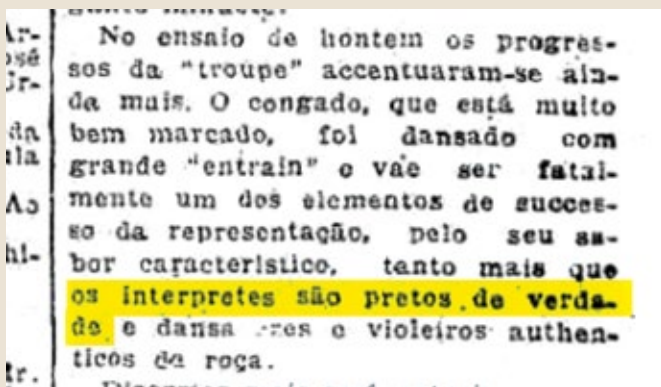 No ensaio de hontem os progres-
sos da "troupe" accentuaram-se ain-
da mais. O congado, que está muito
bem marcado, foi dansado com
grande "entrain" e vae ser fatal-
mente um dos elementos de succes-
so da representação, pelo seu sa-
bor caracteristico, tanto mais que
os interpretes são pretos de verda-
de e e violeiros authen-
ticos da roça.